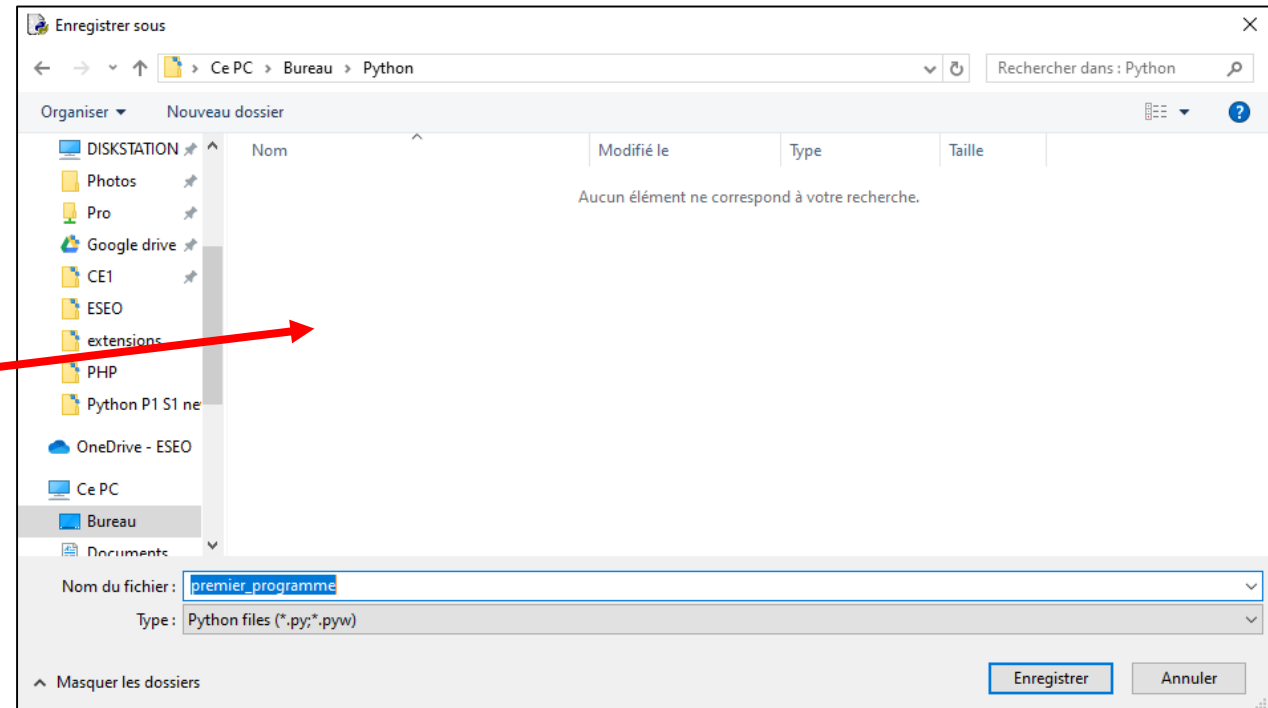 Enregistrer sous
Ce PC > Bureau > Python
Rechercher dans : Python
Organiser
Nouveau dossier
DISKSTATION
Nom
Modifié le
Type
Taille
Photos
Aucun élément ne correspond à votre recherche.
Pro
Google drive
CE1
ESEO
extensions
PHP
Python P1 S1 ne
OneDrive - ESEO
Ce PC
Bureau
Documents
Nom du fichier : premier_programme
Type : Python files (*.py;*.pyw)
Masquer les dossiers
Enregistrer
Annuler